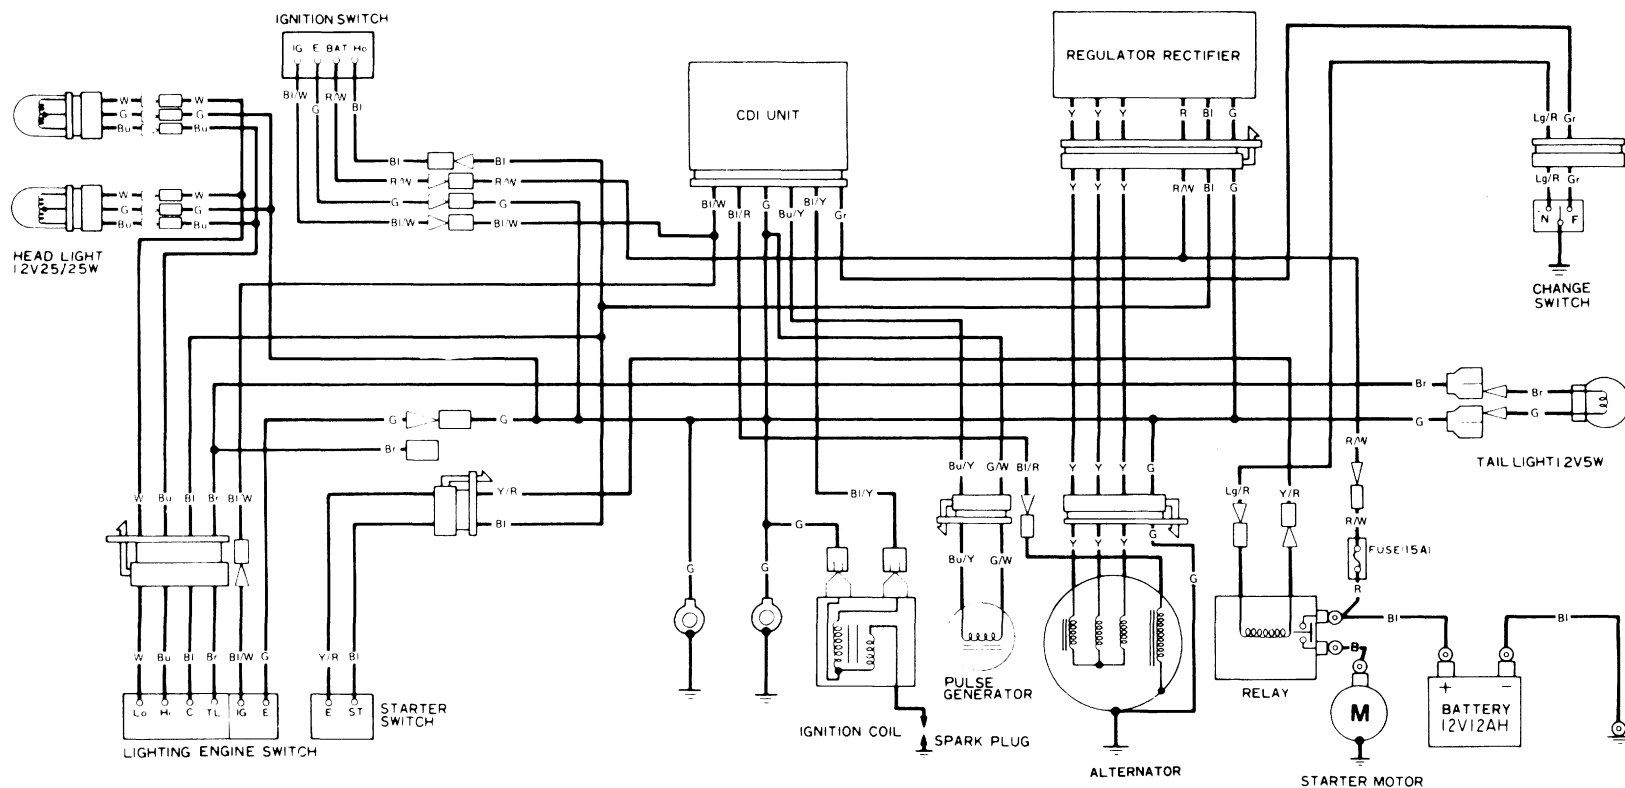 IGNITION SWITCH
IG E BAT Ho
Bl/W G R/W Bl
REGULATOR RECTIFIER
CDI UNIT
Y Y Y R Bl G
W W
G G
Bu Bu
W W
G G
Bu Bu
HEAD LIGHT
12V25/25W
Bl Bl
R/W R/W
G G
Bl/W Bl/W
Bl/W Bl/R G Bu/Y Bl/Y Gr
Y Y Y R/W Bl G
Lg/R Gr
Lg/R Gr
N F
CHANGE
SWITCH
Br Br
G G
TAIL LIGHT 12V5W
G G
Br
W Bu Bl Br Bl/W
Y/R
Bl
Bl/Y
G
Bu/Y G/W Bl/R
Y Y Y G
Lg/R Y/R
R/W
R/W
FUSE(15A)
R
Bu/Y G/W
Y Y Y G
G
G G
W Bu Bl Br Bl/W G
Y/R Bl
Lo Hi C TL IG E
LIGHTING ENGINE SWITCH
E ST
STARTER
SWITCH
IGNITION COIL
SPARK PLUG
PULSE
GENERATOR
ALTERNATOR
RELAY
B
Bl Bl
M
STARTER MOTOR
+ −
BATTERY
12V12AH